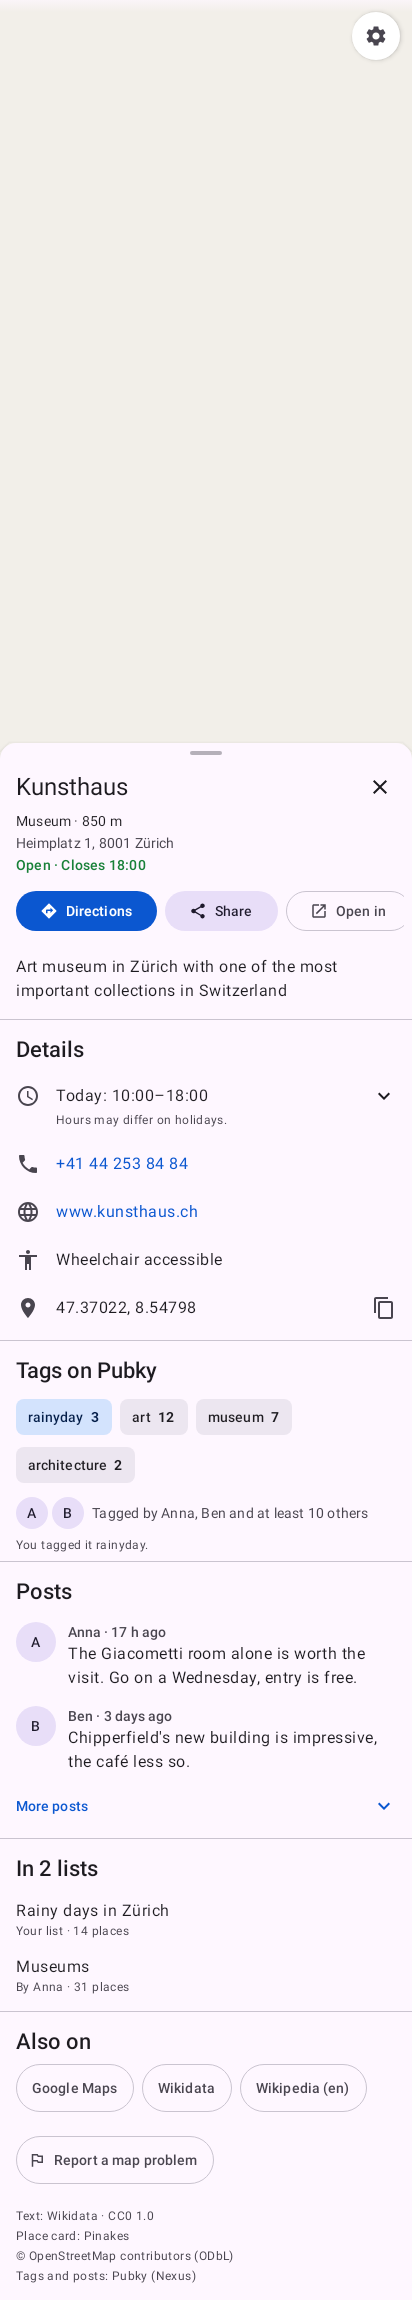 Kunsthaus
Museum · 850 m
Heimplatz 1, 8001 Zürich
Open · Closes 18:00
Directions
Share
Open in
Art museum in Zürich with one of the most
important collections in Switzerland
Details
Today: 10:00–18:00
Hours may differ on holidays.
+41 44 253 84 84
www.kunsthaus.ch
Wheelchair accessible
47.37022, 8.54798
Tags on Pubky
rainyday 3 art 12 museum 7
architecture 2
A B Tagged by Anna, Ben and at least 10 others
You tagged it rainyday.
Posts
A
Anna · 17 h ago
The Giacometti room alone is worth the
visit. Go on a Wednesday, entry is free.
B
Ben · 3 days ago
Chipperfield's new building is impressive,
the café less so.
More posts
In 2 lists
Rainy days in Zürich
Your list · 14 places
Museums
By Anna · 31 places
Also on
Google Maps Wikidata Wikipedia (en)
Report a map problem
Text: Wikidata · CC0 1.0
Place card: Pinakes
© OpenStreetMap contributors (ODbL)
Tags and posts: Pubky (Nexus)